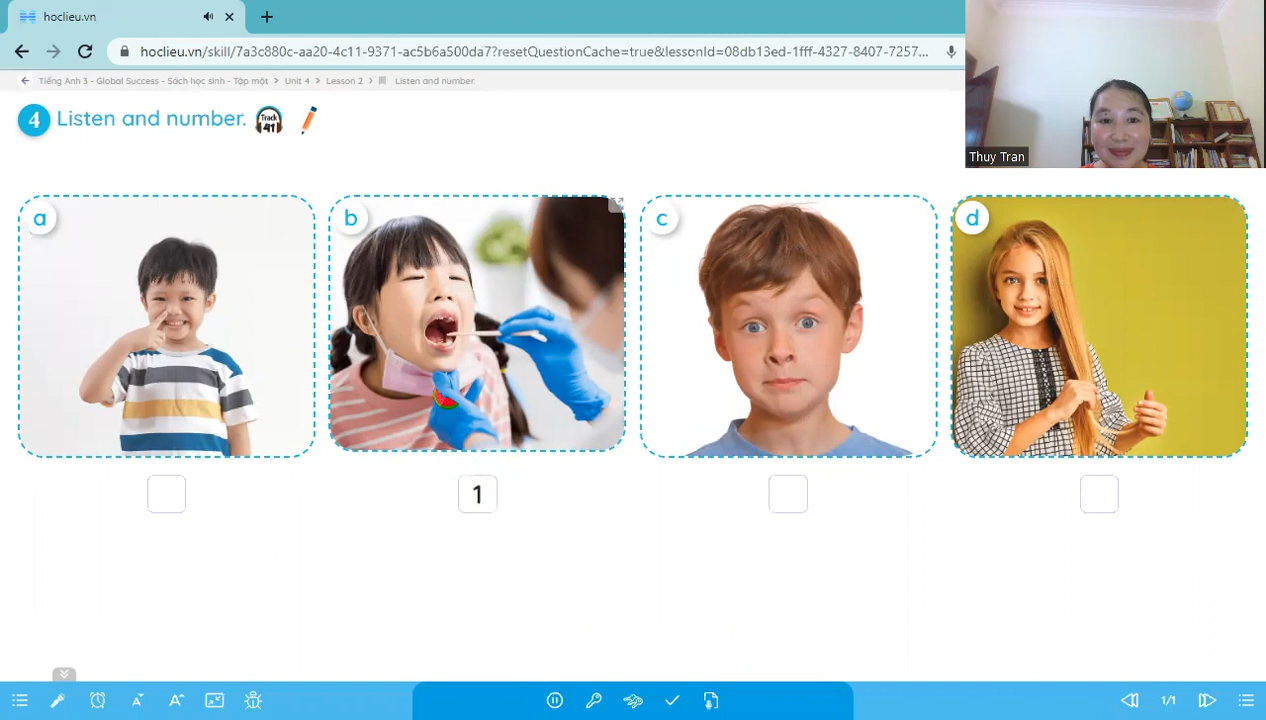 hoclieu.vn
hoclieu.vn/skill/7a3c880c-aa20-4c11-9371-ac5b6a500da7?resetQuestionCache=true&lessonId=08db13ed-1fff-4327-8407-7257...
Tiếng Anh 3 - Global Success - Sách học sinh - Tập một > Unit 4 > Lesson 2 > Listen and number.
4 Listen and number. Track 41
Thuy Tran
a b c d
1
A A
1/1